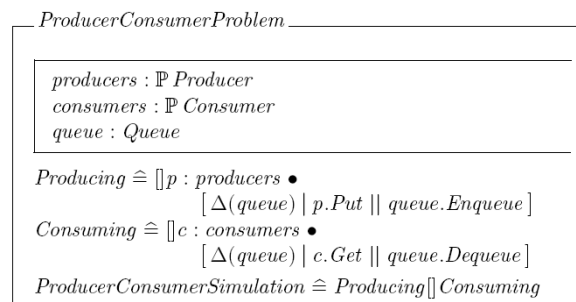 ProducerConsumerProblem
producers : ℙ Producer
consumers : ℙ Consumer
queue : Queue
Producing ≙ [] p : producers •
[ Δ(queue) | p.Put || queue.Enqueue ]
Consuming ≙ [] c : consumers •
[ Δ(queue) | c.Get || queue.Dequeue ]
ProducerConsumerSimulation ≙ Producing [] Consuming